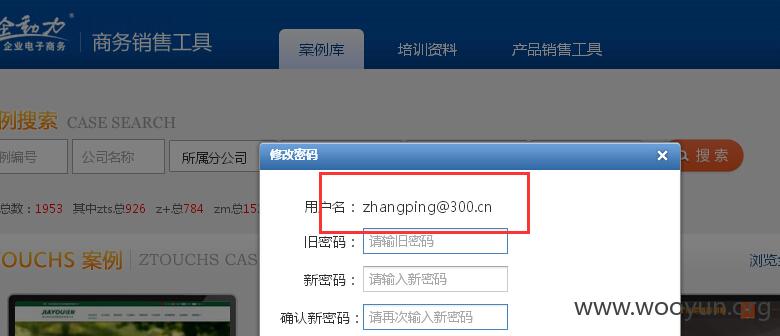 企动力®
企业电子商务 商务销售工具 案例库 培训资料 产品销售工具
例搜索 CASE SEARCH
例编号 公司名称 所属分公司 搜 索
总数：1953 其中zts总926 z+总784 zm总15
修改密码
用户名： zhangping@300.cn
旧密码： 请输旧密码
新密码： 请输入新密码
确认新密码： 请再次输入新密码
OUCHS 案例 ZTOUCHS CAS 浏览
JIAYOU
www.wooyun.org